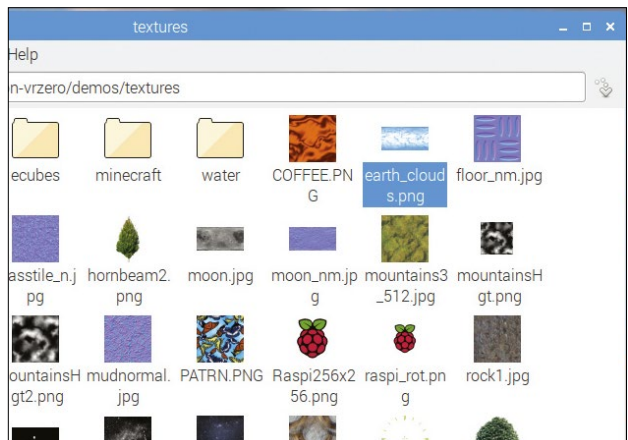 textures
Help
n-vrzero/demos/textures
ecubes
minecraft
water
COFFEE.PN
G
earth_cloud
s.png
floor_nm.jpg
asstile_n.j
pg
hornbeam2.
png
moon.jpg
moon_nm.jp
g
mountains3
_512.jpg
mountainsH
gt.png
ountainsH
gt2.png
mudnormal.
jpg
PATRN.PNG
Raspi256x2
56.png
raspi_rot.pn
g
rock1.jpg